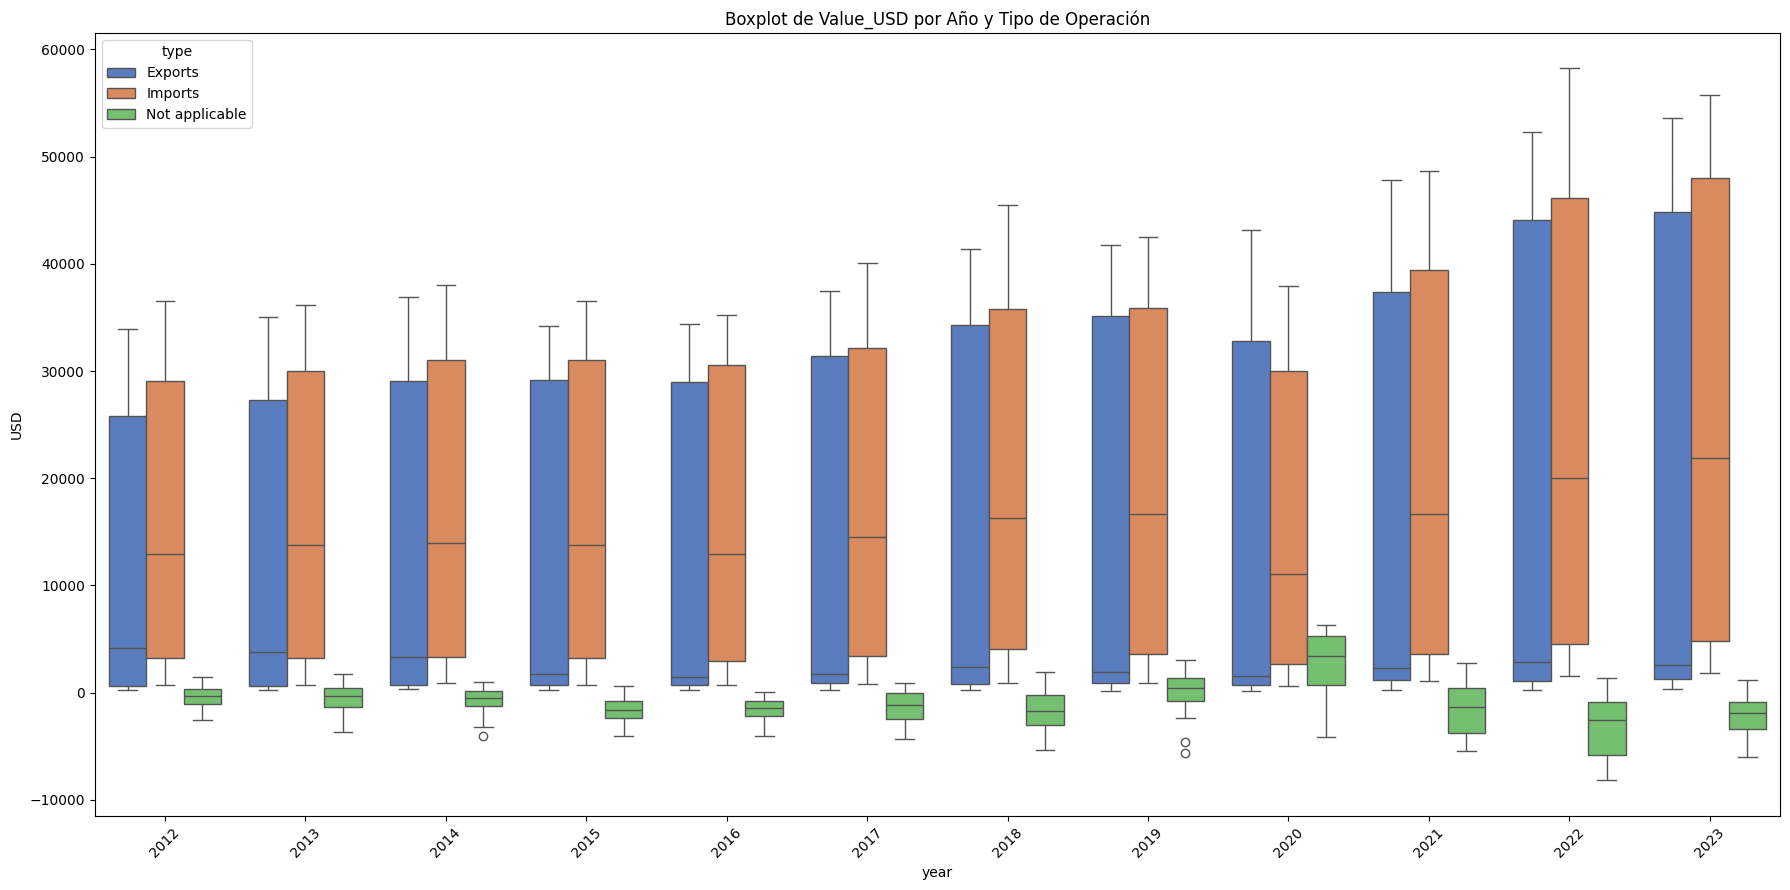 Boxplot de Value_USD por Año y Tipo de Operación
type
Exports
Imports
Not applicable
USD
60000
50000
40000
30000
20000
10000
0
−10000
2012
2013
2014
2015
2016
2017
2018
2019
2020
2021
2022
2023
year